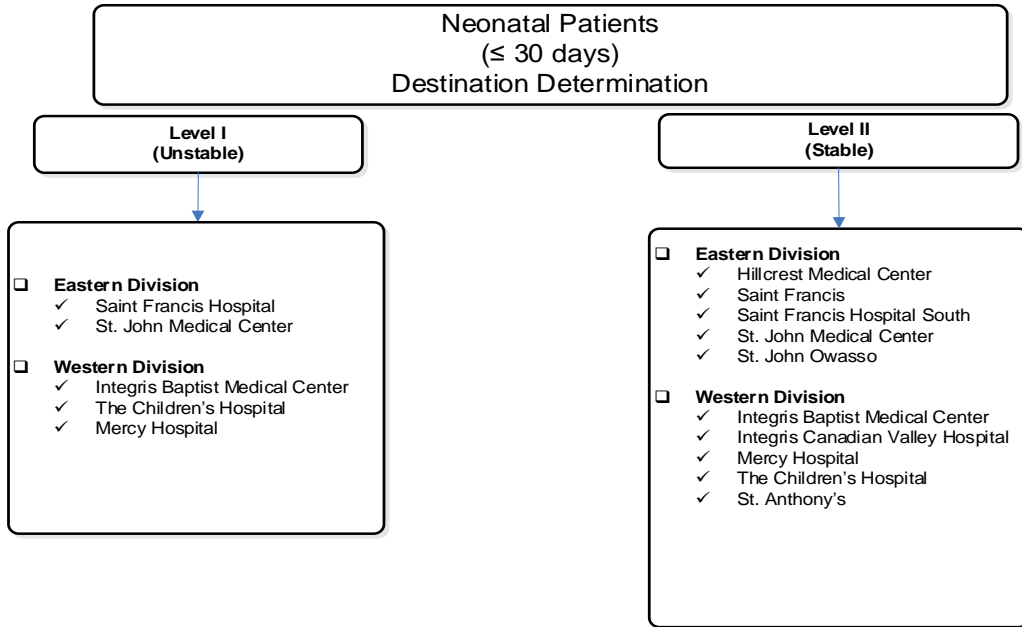 Neonatal Patients
(≤ 30 days)
Destination Determination
Level I
(Unstable)
❑ Eastern Division
✓ Saint Francis Hospital
✓ St. John Medical Center
❑ Western Division
✓ Integris Baptist Medical Center
✓ The Children's Hospital
✓ Mercy Hospital
Level II
(Stable)
❑ Eastern Division
✓ Hillcrest Medical Center
✓ Saint Francis
✓ Saint Francis Hospital South
✓ St. John Medical Center
✓ St. John Owasso
❑ Western Division
✓ Integris Baptist Medical Center
✓ Integris Canadian Valley Hospital
✓ Mercy Hospital
✓ The Children's Hospital
✓ St. Anthony's